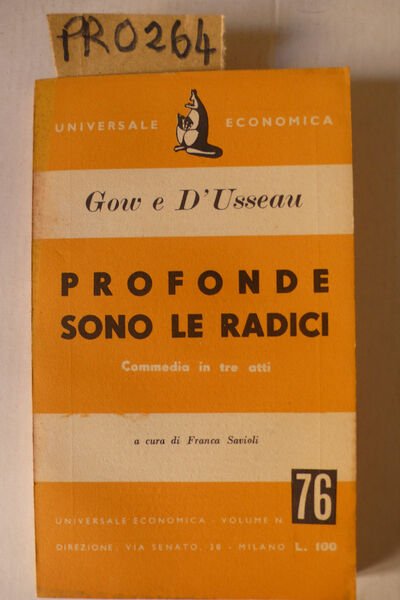 PRO264
UNIVERSALE ECONOMICA
Gow e D'Usseau
PROFONDE
SONO LE RADICI
Commedia in tre atti
a cura di Franca Savioli
76
UNIVERSALE ECONOMICA - VOLUME N.
DIREZIONE: VIA SENATO, 38 - MILANO L. 100